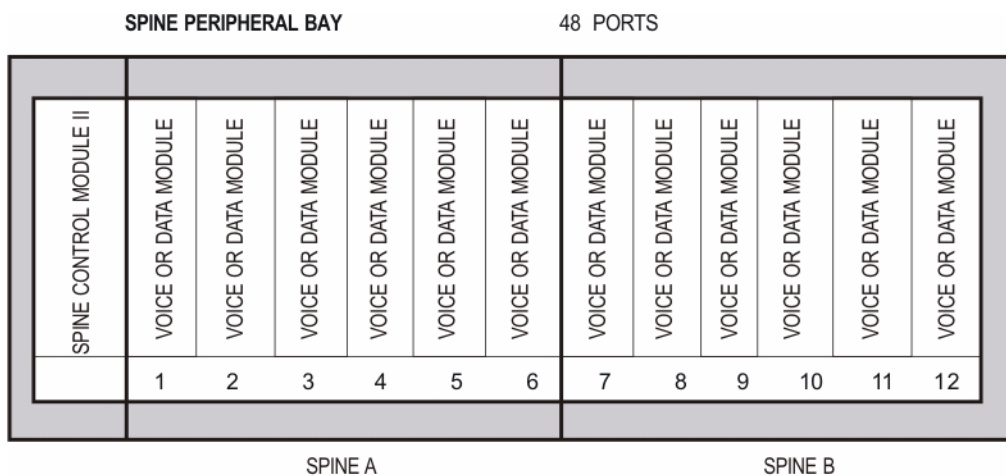 SPINE PERIPHERAL BAY
48 PORTS
SPINE CONTROL MODULE II
VOICE OR DATA MODULE
VOICE OR DATA MODULE
VOICE OR DATA MODULE
VOICE OR DATA MODULE
VOICE OR DATA MODULE
VOICE OR DATA MODULE
VOICE OR DATA MODULE
VOICE OR DATA MODULE
VOICE OR DATA MODULE
VOICE OR DATA MODULE
VOICE OR DATA MODULE
VOICE OR DATA MODULE
1 2 3 4 5 6 7 8 9 10 11 12
SPINE A
SPINE B